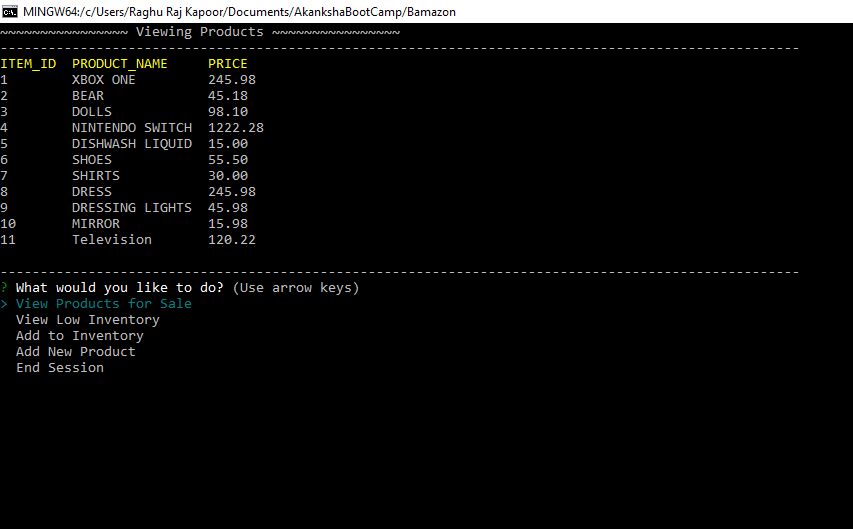 MINGW64:/c/Users/Raghu Raj Kapoor/Documents/AkankshaBootCamp/Bamazon
~~~~~~~~~~~~~~~~ Viewing Products ~~~~~~~~~~~~~~~~
----------------------------------------------------------------------------------------------------
ITEM_ID  PRODUCT_NAME     PRICE
1        XBOX ONE         245.98
2        BEAR             45.18
3        DOLLS            98.10
4        NINTENDO SWITCH  1222.28
5        DISHWASH LIQUID  15.00
6        SHOES            55.50
7        SHIRTS           30.00
8        DRESS            245.98
9        DRESSING LIGHTS  45.98
10       MIRROR           15.98
11       Television       120.22
----------------------------------------------------------------------------------------------------
? What would you like to do? (Use arrow keys)
> View Products for Sale
  View Low Inventory
  Add to Inventory
  Add New Product
  End Session